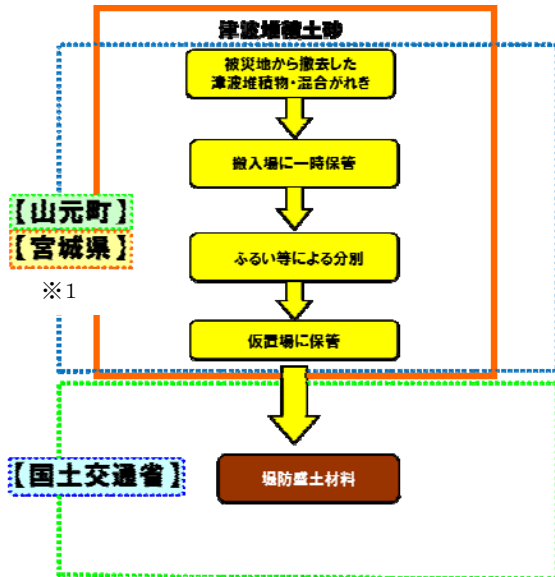 津波堆積土砂
被災地から撤去した
津波堆積物・混合がれき
搬入場に一時保管
【山元町】
【宮城県】
※1
ふるい等による分別
仮置場に保管
【国土交通省】
堤防盛土材料